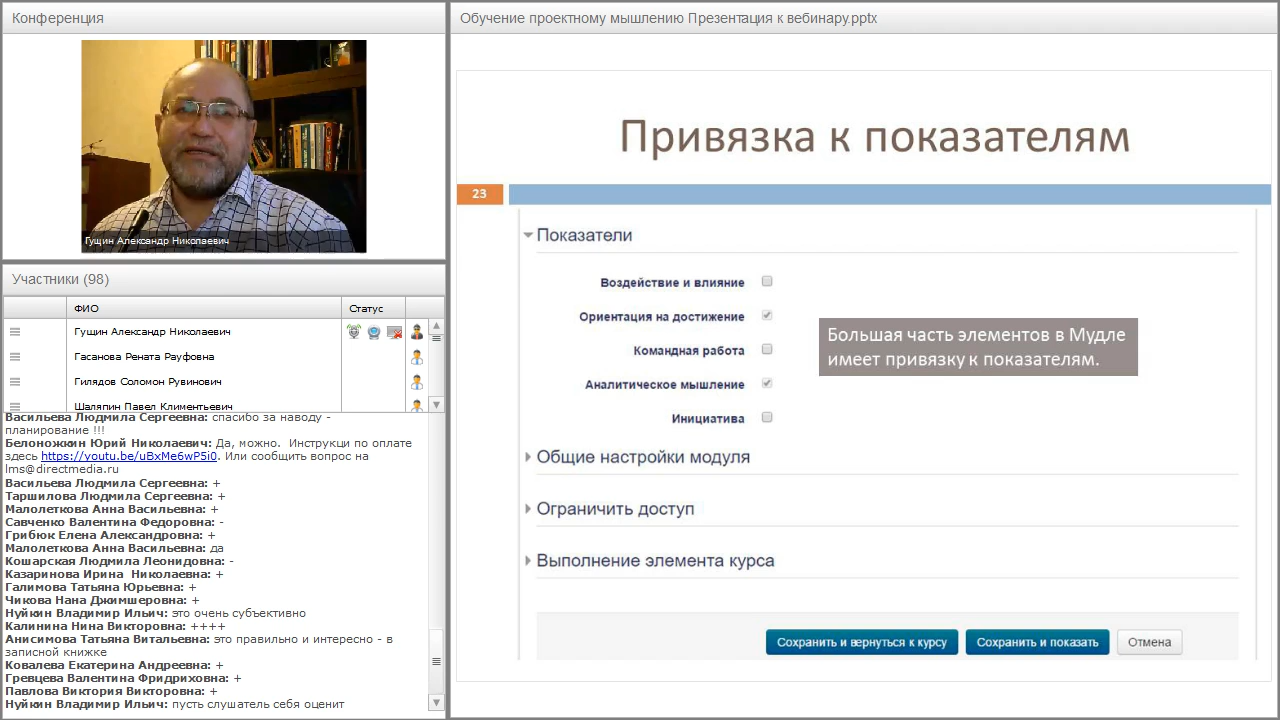 Конференция
Гущин Александр Николаевич
Участники (98)
ФИО
Статус
Гущин Александр Николаевич
Гасанова Рената Рауфовна
Гилядов Соломон Рувинович
Шаляпин Павел Климентьевич
Васильева Людмила Сергеевна: спасибо за наводу -
планирование !!!
Белоножкин Юрий Николаевич: Да, можно. Инструкци по оплате
здесь https://youtu.be/uBxMe6wP5i0. Или сообщить вопрос на
lms@directmedia.ru
Васильева Людмила Сергеевна: +
Таршилова Людмила Сергеевна: +
Малолеткова Анна Васильевна: +
Савченко Валентина Федоровна: -
Грибюк Елена Александровна: +
Малолеткова Анна Васильевна: да
Кошарская Людмила Леонидовна: -
Казаринова Ирина Николаевна: +
Галимова Татьяна Юрьевна: +
Чикова Нана Джимшеровна: +
Нуйкин Владимир Ильич: это очень субъективно
Калинина Нина Викторовна: ++++
Анисимова Татьяна Витальевна: это правильно и интересно - в
записной книжке
Ковалева Екатерина Андреевна: +
Гревцева Валентина Фридриховна: +
Павлова Виктория Викторовна: +
Нуйкин Владимир Ильич: пусть слушатель себя оценит
Обучение проектному мышлению Презентация к вебинару.pptx
Привязка к показателям
23
Показатели
Воздействие и влияние
Ориентация на достижение
Командная работа
Аналитическое мышление
Инициатива
Большая часть элементов в Мудле
имеет привязку к показателям.
Общие настройки модуля
Ограничить доступ
Выполнение элемента курса
Сохранить и вернуться к курсу
Сохранить и показать
Отмена